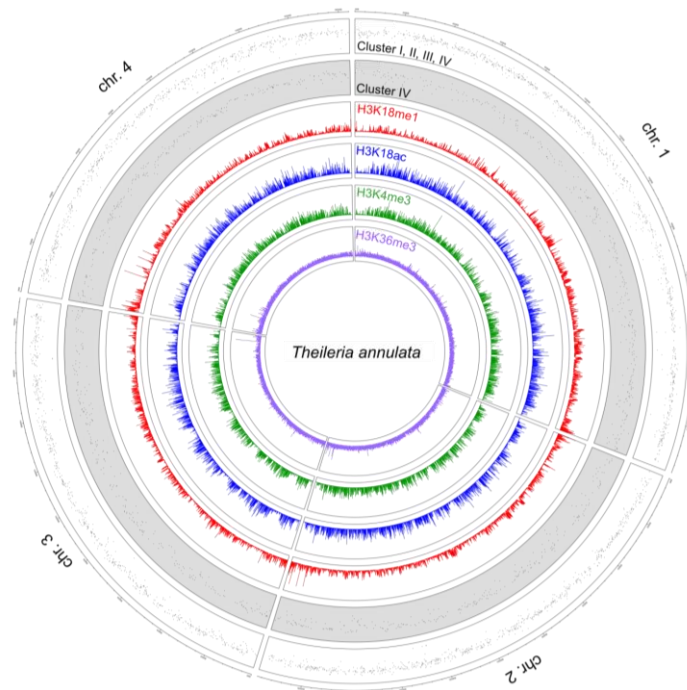 Cluster I, II, III, IV
Cluster IV
H3K18me1
H3K18ac
H3K4me3
H3K36me3
Theileria annulata
chr. 4
chr. 1
chr. 3
chr. 2